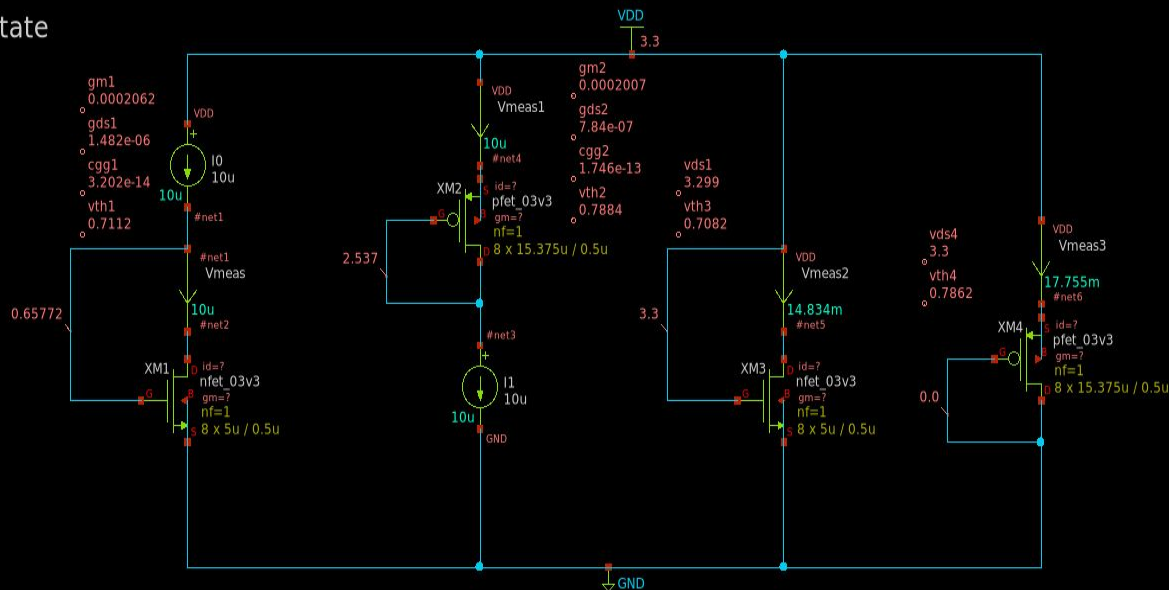 tate
VDD
3.3
gm1
0.0002062
gds1
1.482e-06
cgg1
3.202e-14
vth1
0.7112
VDD
+
I0
10u
10u
#net1
#net1
Vmeas
10u
#net2
0.65772
XM1
D
id=?
nfet_03v3
G
B
gm=?
nf=1
S
8 x 5u / 0.5u
VDD
Vmeas1
10u
#net4
XM2
S
id=?
pfet_03v3
G
B
gm=?
nf=1
D
8 x 15.375u / 0.5u
2.537
#net3
+
I1
10u
10u
GND
gm2
0.0002007
gds2
7.84e-07
cgg2
1.746e-13
vth2
0.7884
vds1
3.299
vth3
0.7082
VDD
Vmeas2
14.834m
#net5
3.3
XM3
D
id=?
nfet_03v3
G
B
gm=?
nf=1
S
8 x 5u / 0.5u
vds4
3.3
vth4
0.7862
VDD
Vmeas3
17.755m
#net6
XM4
S
id=?
pfet_03v3
G
B
gm=?
nf=1
D
8 x 15.375u / 0.5u
0.0
GND